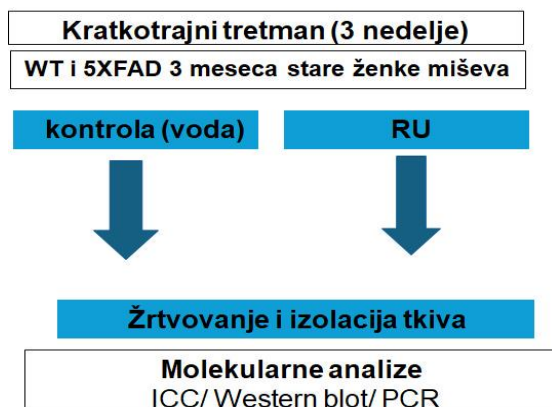 Kratkotrajni tretman (3 nedelje)
WT i 5XFAD 3 meseca stare ženke miševa
kontrola (voda)
RU
Žrtvovanje i izolacija tkiva
Molekularne analize
ICC/ Western blot/ PCR